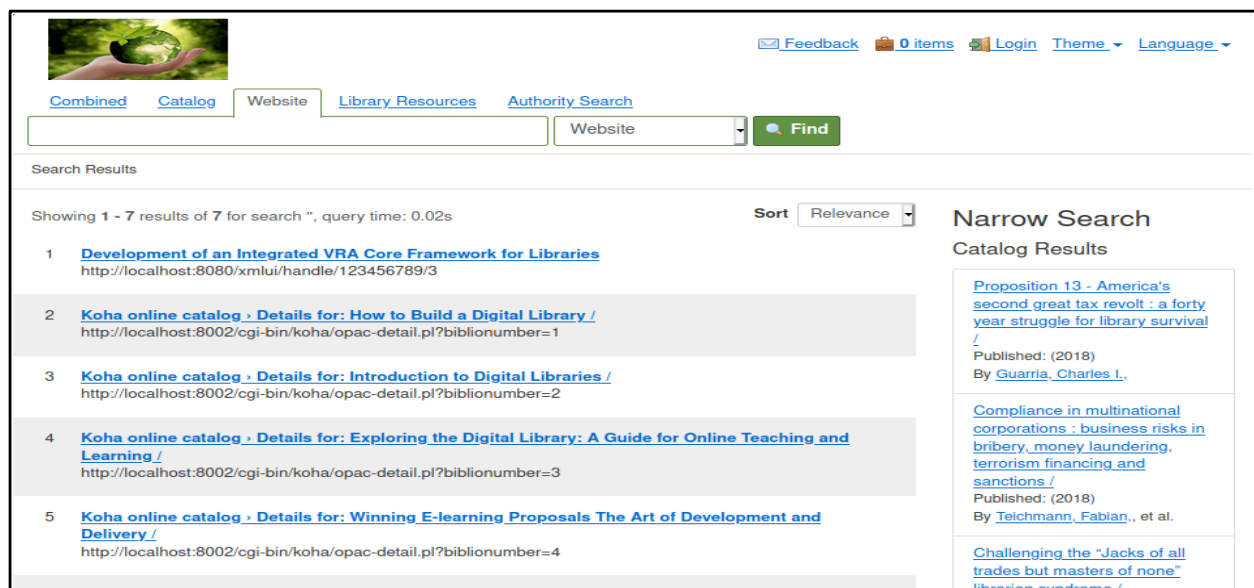 Feedback 0 items Login Theme Language
Combined Catalog Website Library Resources Authority Search
Website Find
Search Results
Showing 1 - 7 results of 7 for search '', query time: 0.02s
Sort Relevance
1 Development of an Integrated VRA Core Framework for Libraries
http://localhost:8080/xmlui/handle/123456789/3
2 Koha online catalog › Details for: How to Build a Digital Library /
http://localhost:8002/cgi-bin/koha/opac-detail.pl?biblionumber=1
3 Koha online catalog › Details for: Introduction to Digital Libraries /
http://localhost:8002/cgi-bin/koha/opac-detail.pl?biblionumber=2
4 Koha online catalog › Details for: Exploring the Digital Library: A Guide for Online Teaching and
Learning /
http://localhost:8002/cgi-bin/koha/opac-detail.pl?biblionumber=3
5 Koha online catalog › Details for: Winning E-learning Proposals The Art of Development and
Delivery /
http://localhost:8002/cgi-bin/koha/opac-detail.pl?biblionumber=4
Narrow Search
Catalog Results
Proposition 13 - America's
second great tax revolt : a forty
year struggle for library survival
/
Published: (2018)
By Guarria, Charles I.,
Compliance in multinational
corporations : business risks in
bribery, money laundering,
terrorism financing and
sanctions /
Published: (2018)
By Teichmann, Fabian,, et al.
Challenging the “Jacks of all
trades but masters of none”
librarian syndrome /